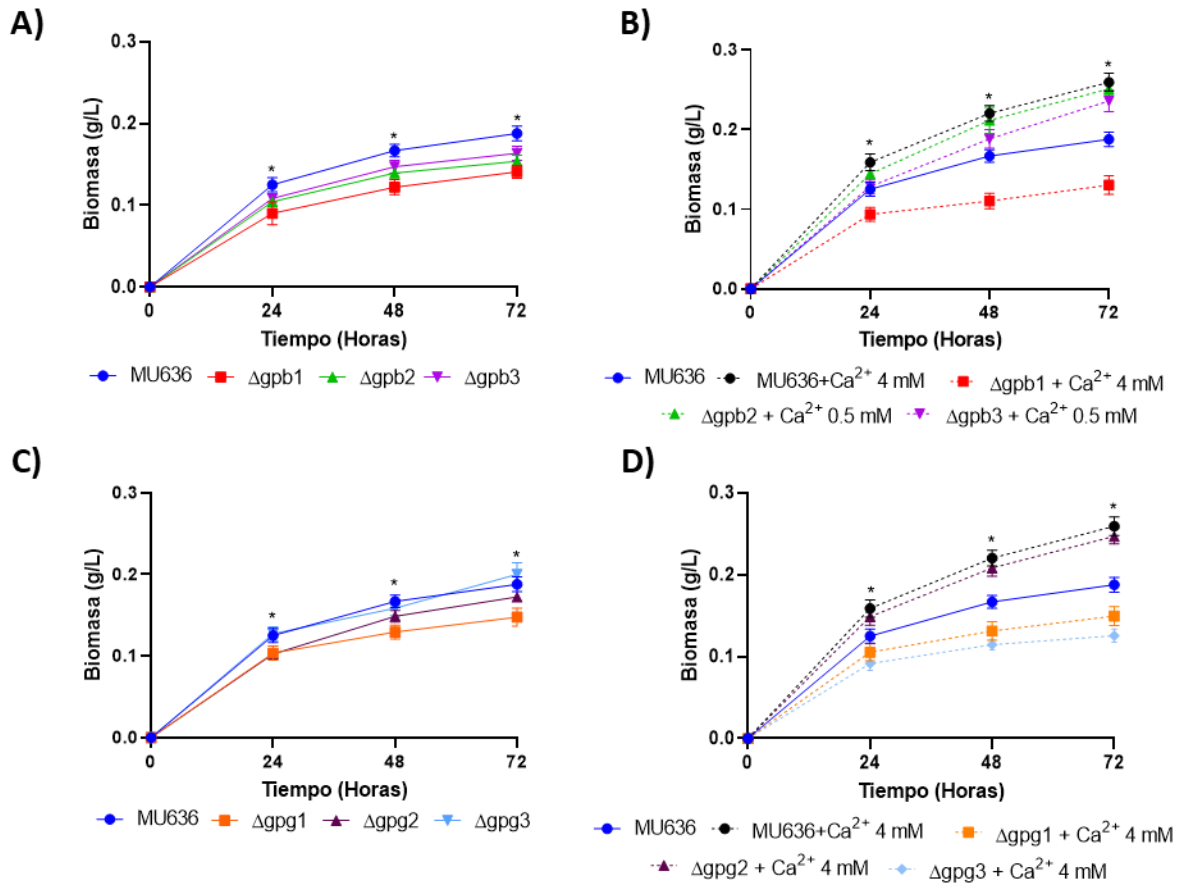 A)
0.3
0.2
0.1
0.0
Biomasa (g/L)
* * *
0 24 48 72
Tiempo (Horas)
MU636 Δgpb1 Δgpb2 Δgpb3
B)
0.3
0.2
0.1
0.0
Biomasa (g/L)
* * *
0 24 48 72
Tiempo (Horas)
MU636 MU636+Ca²⁺ 4 mM Δgpb1 + Ca²⁺ 4 mM
Δgpb2 + Ca²⁺ 0.5 mM Δgpb3 + Ca²⁺ 0.5 mM
C)
0.3
0.2
0.1
0.0
Biomasa (g/L)
* * *
0 24 48 72
Tiempo (Horas)
MU636 Δgpg1 Δgpg2 Δgpg3
D)
0.3
0.2
0.1
0.0
Biomasa (g/L)
* * *
0 24 48 72
Tiempo (Horas)
MU636 MU636+Ca²⁺ 4 mM Δgpg1 + Ca²⁺ 4 mM
Δgpg2 + Ca²⁺ 4 mM Δgpg3 + Ca²⁺ 4 mM